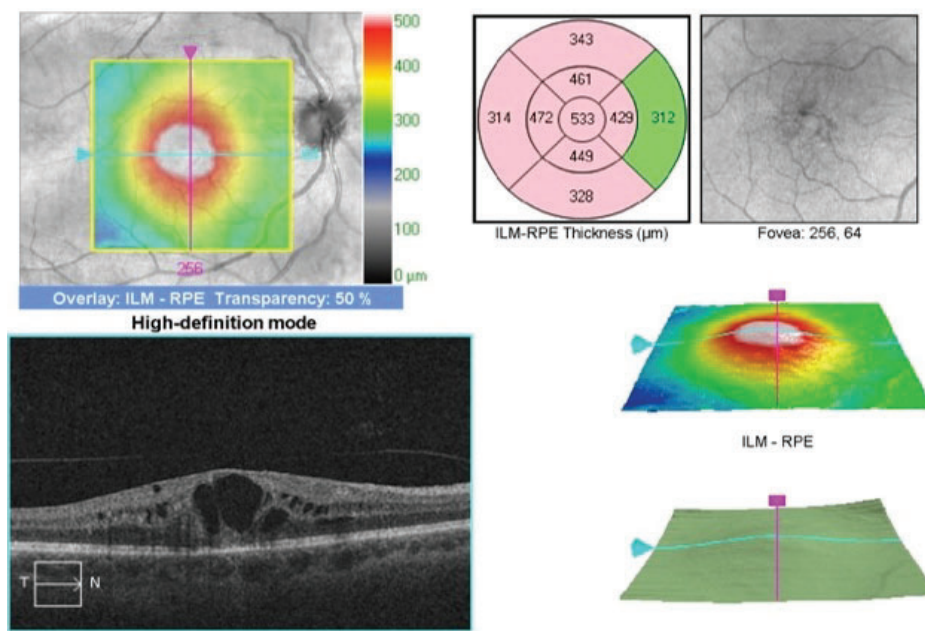 500
400
300
200
100
0 µm
256
Overlay: ILM - RPE Transparency: 50 %
High-definition mode
T N
343
461
314 472 533 429 312
449
328
ILM-RPE Thickness (µm)
Fovea: 256, 64
ILM - RPE